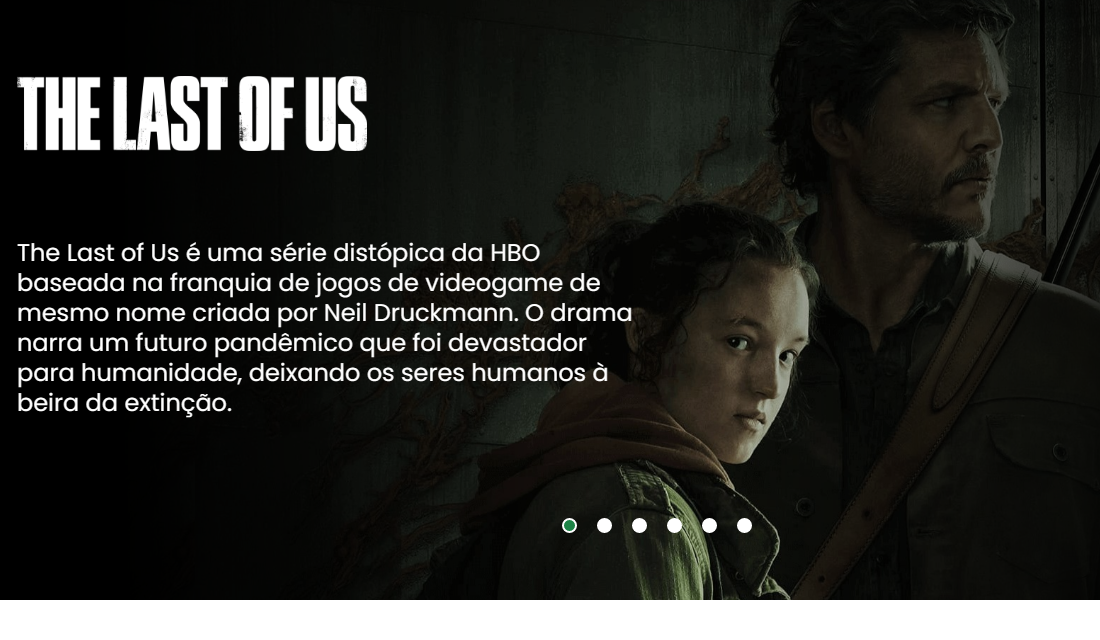 THE LAST OF US
The Last of Us é uma série distópica da HBO
baseada na franquia de jogos de videogame de
mesmo nome criada por Neil Druckmann. O drama
narra um futuro pandêmico que foi devastador
para humanidade, deixando os seres humanos à
beira da extinção.